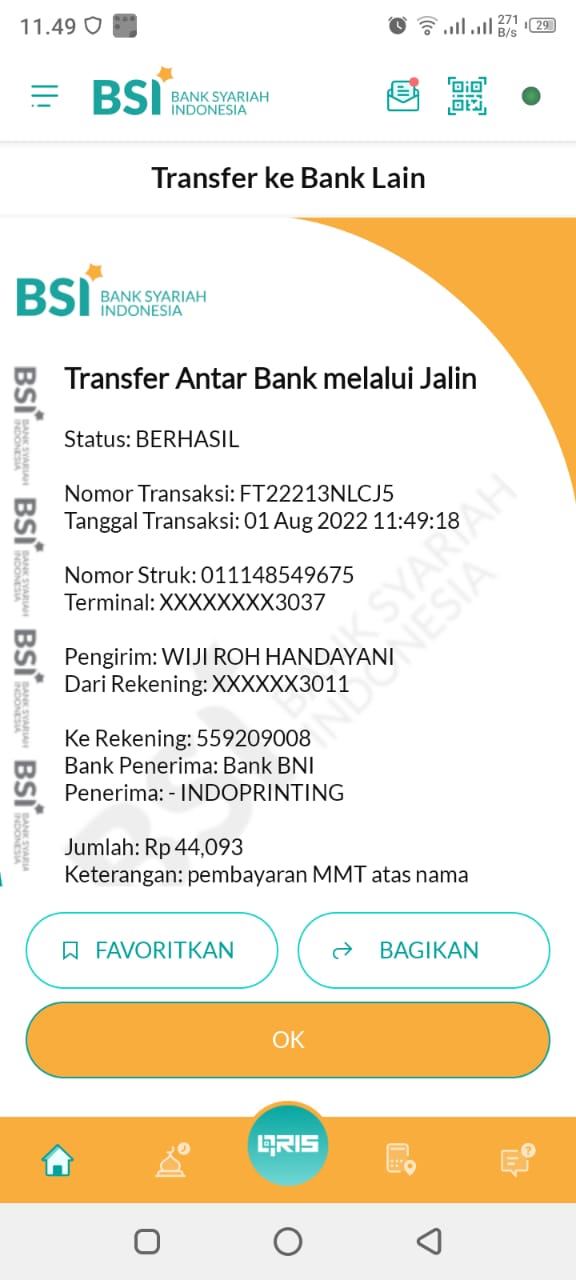 11.49
271
B/s
29
BSI BANK SYARIAH
INDONESIA
Transfer ke Bank Lain
BSI BANK SYARIAH
INDONESIA
Transfer Antar Bank melalui Jalin
Status: BERHASIL
Nomor Transaksi: FT22213NLCJ5
Tanggal Transaksi: 01 Aug 2022 11:49:18
Nomor Struk: 011148549675
Terminal: XXXXXXXX3037
Pengirim: WIJI ROH HANDAYANI
Dari Rekening: XXXXXX3011
Ke Rekening: 559209008
Bank Penerima: Bank BNI
Penerima: - INDOPRINTING
Jumlah: Rp 44,093
Keterangan: pembayaran MMT atas nama
BSI BANK SYARIAH INDONESIA
BSI BANK SYARIAH INDONESIA
BSI BANK SYARIAH INDONESIA
BSI BANK SYARIA INDONESIA
BSI BANK SYARIAH
INDONESIA
FAVORITKAN
BAGIKAN
OK
QRIS